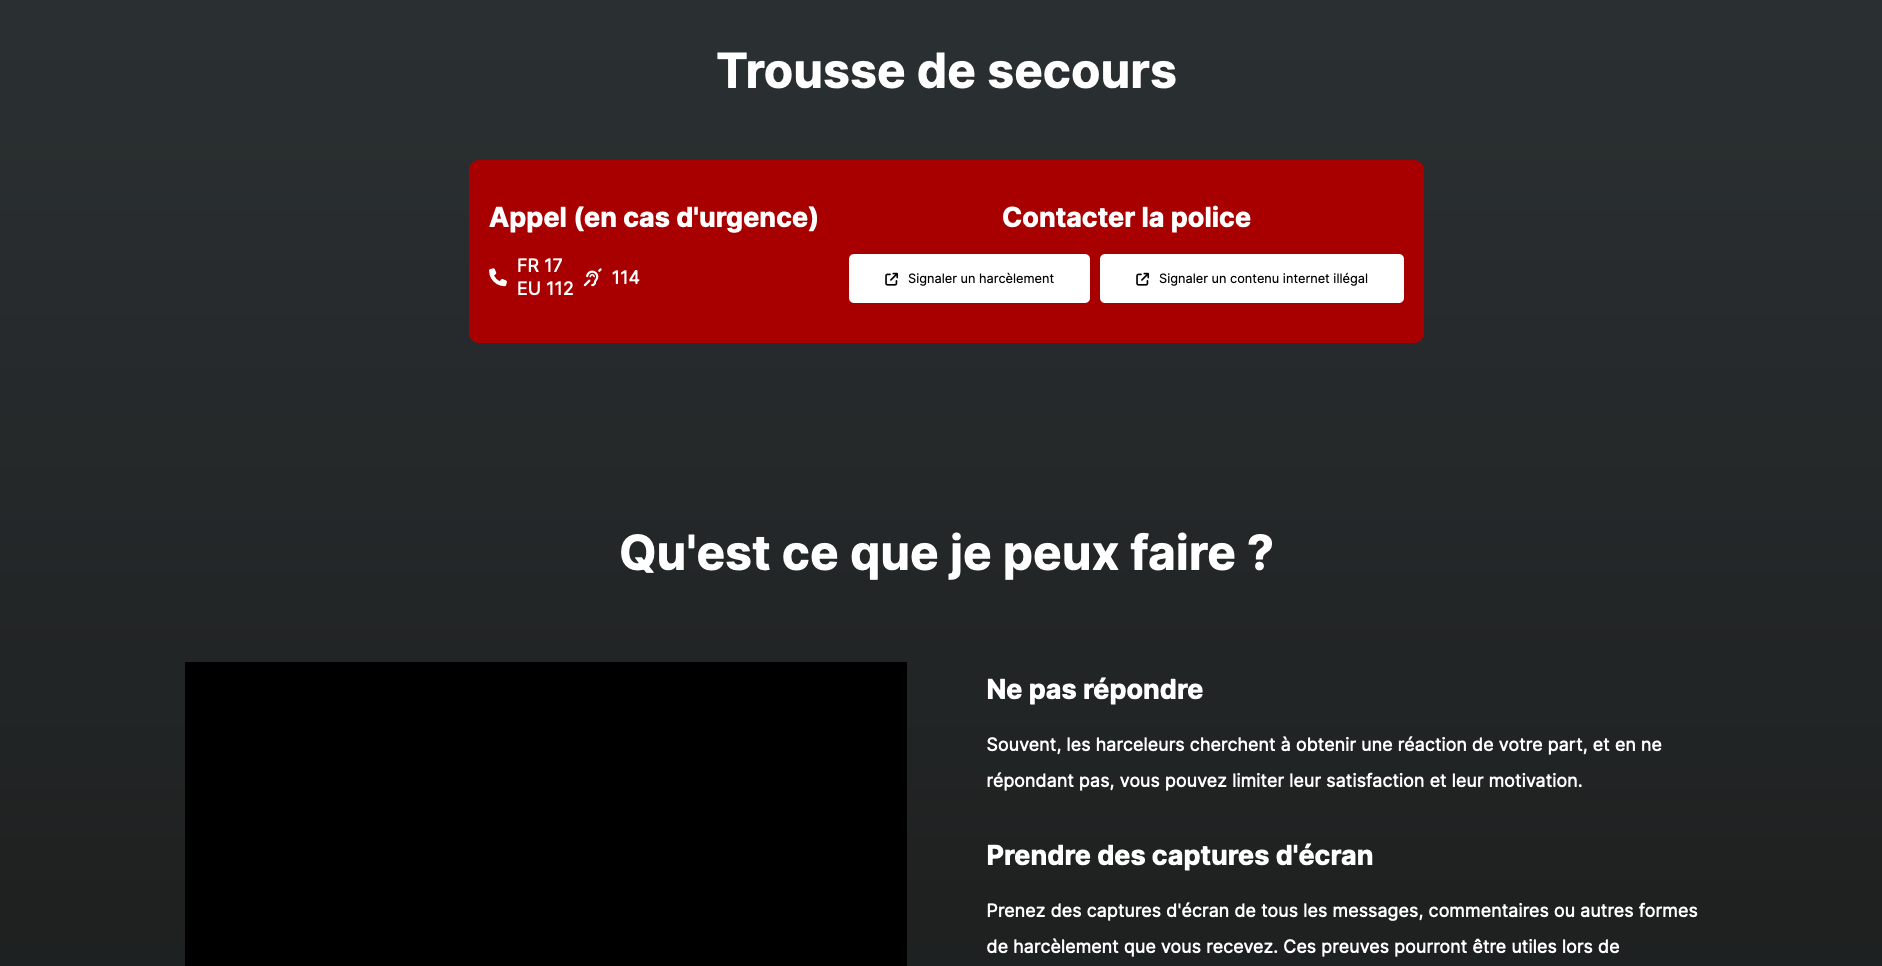 Trousse de secours
Appel (en cas d'urgence)
FR 17
EU 112
114
Contacter la police
Signaler un harcèlement
Signaler un contenu internet illégal
Qu'est ce que je peux faire ?
Ne pas répondre
Souvent, les harceleurs cherchent à obtenir une réaction de votre part, et en ne
répondant pas, vous pouvez limiter leur satisfaction et leur motivation.
Prendre des captures d'écran
Prenez des captures d'écran de tous les messages, commentaires ou autres formes
de harcèlement que vous recevez. Ces preuves pourront être utiles lors de